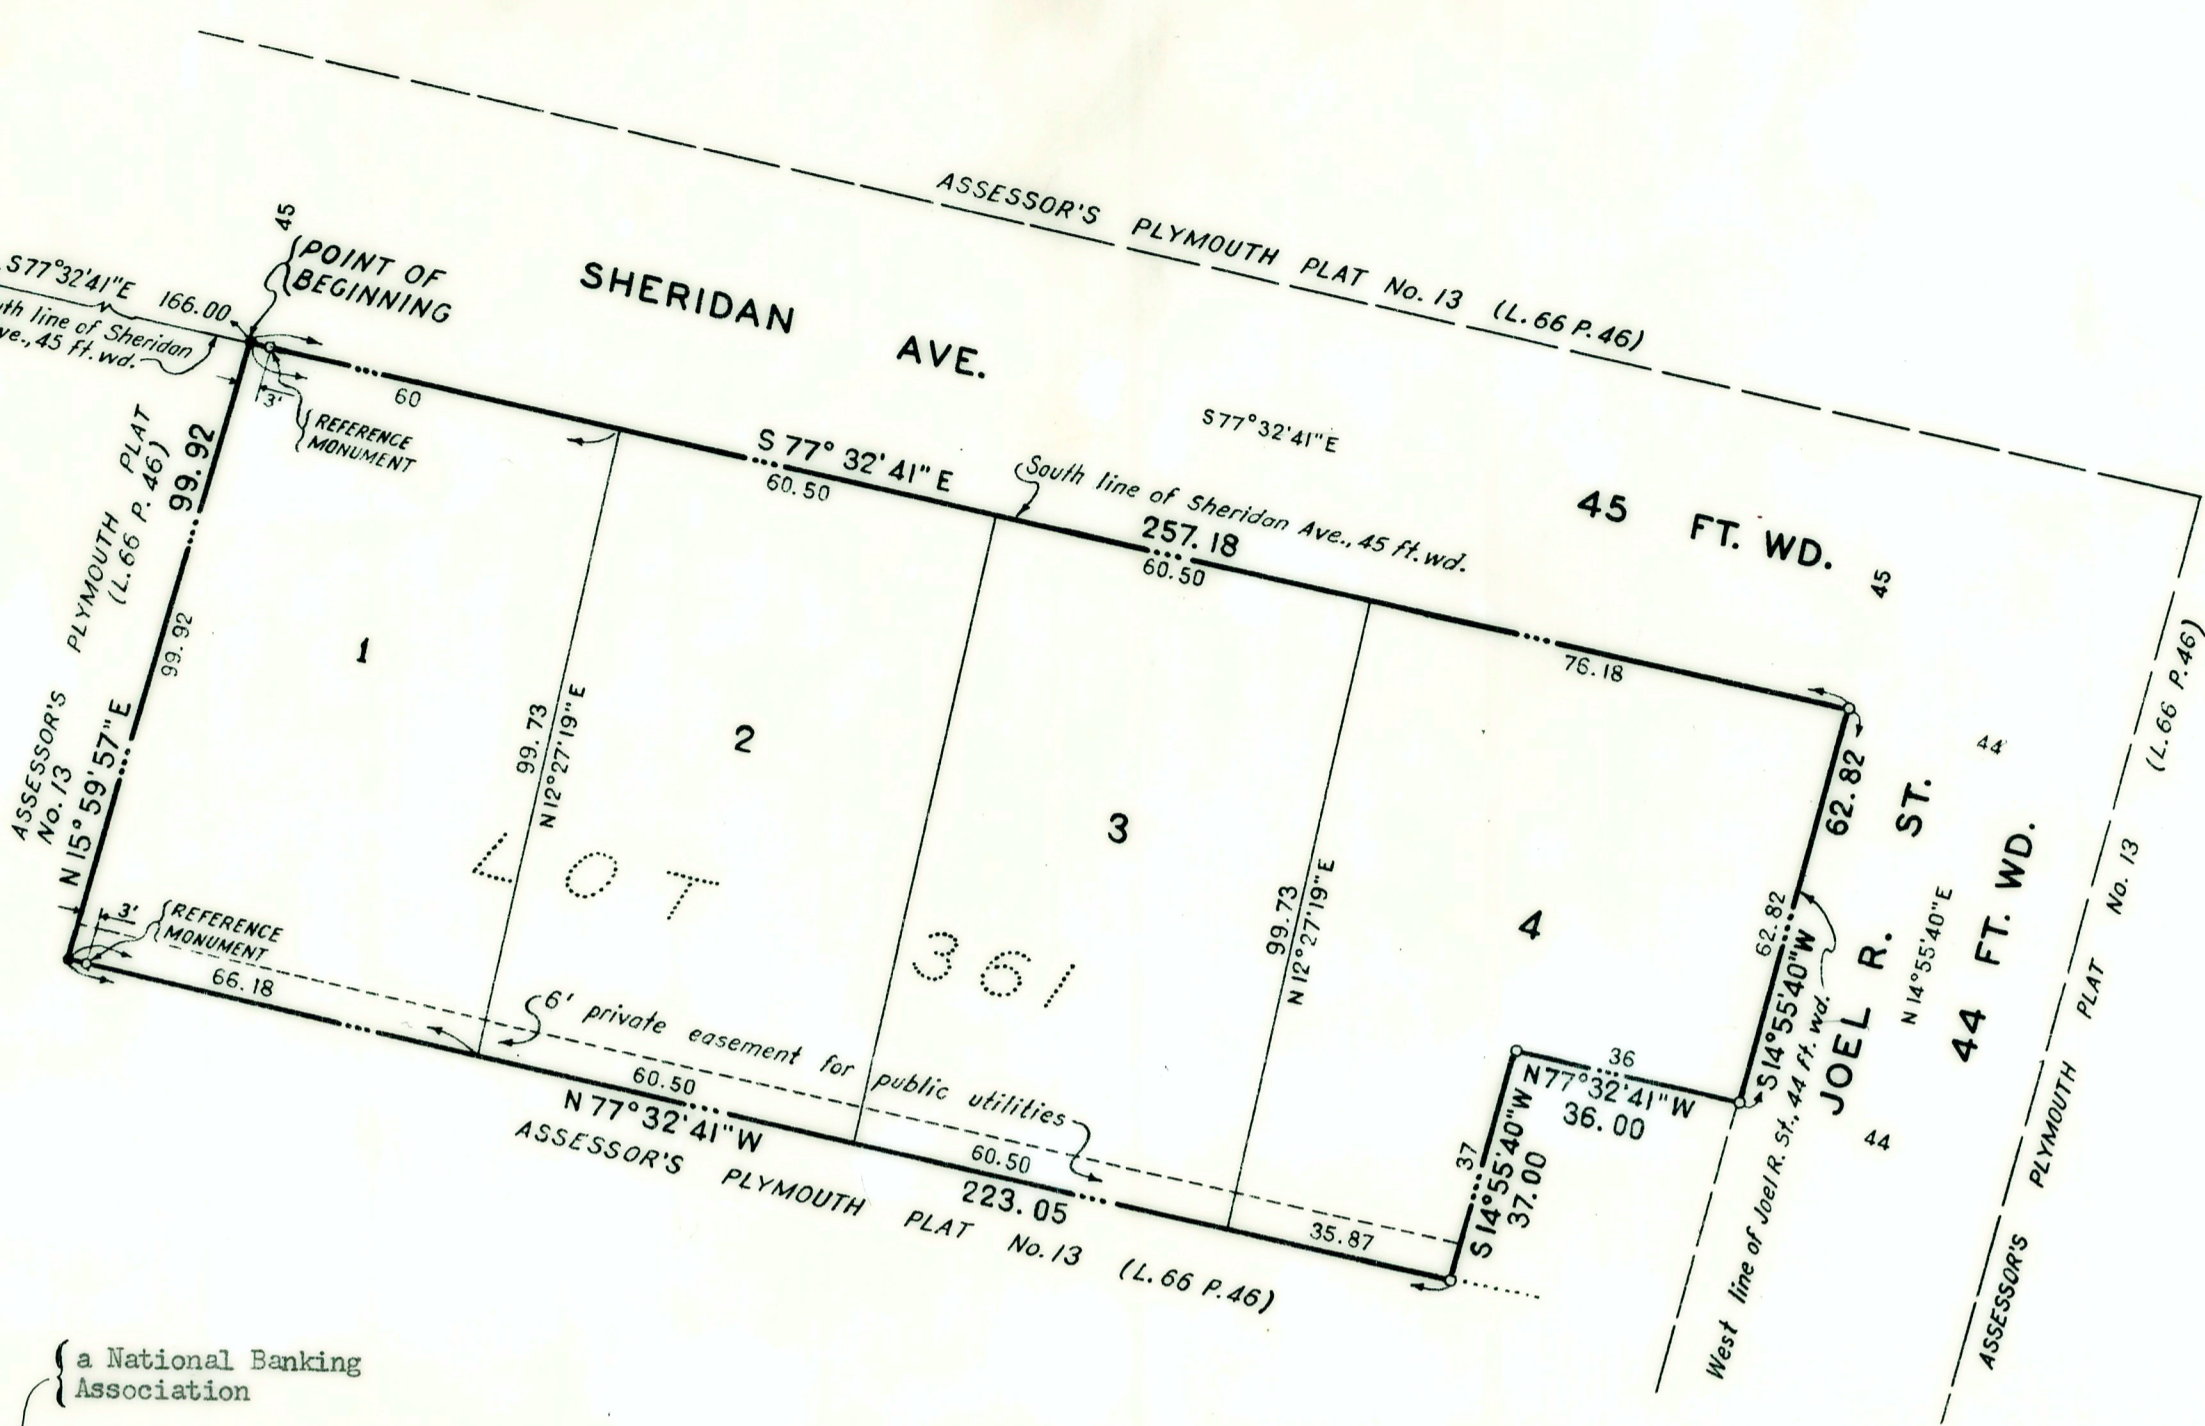 ASSESSOR'S PLYMOUTH PLAT No. 13 (L. 66 P. 46)
45
POINT OF
BEGINNING
SHERIDAN AVE.
S77°32'41"E 166.00
line of Sheridan
45 ft. wd.
3'
REFERENCE
MONUMENT
60
S 77° 32' 41" E
60.50
S77°32'41"E
South line of Sheridan Ave., 45 ft. wd.
257.18
60.50
45 FT. WD.
45
76.18
ASSESSOR'S PLYMOUTH PLAT
No. 13 (L. 66 P. 46)
N 15° 59' 57" E 99.92
99.92
1
99.73
N 12° 27' 19" E
2
3
99.73
N 12° 27' 19" E
4
LOT 361
62.82
62.82
S 14° 55' 40" W
West line of Joel R. St., 44 ft. wd.
JOEL R. ST.
N 14° 55' 40" E
44 FT. WD.
44
44
ASSESSOR'S PLYMOUTH PLAT No. 13 (L. 66 P. 46)
3'
REFERENCE
MONUMENT
66.18
6' private easement for public utilities
60.50
N 77° 32' 41" W
60.50
223.05
35.87
36
N 77° 32' 41" W
36.00
37
S 14° 55' 40" W
37.00
ASSESSOR'S PLYMOUTH PLAT No. 13 (L. 66 P. 46)
a National Banking
Association